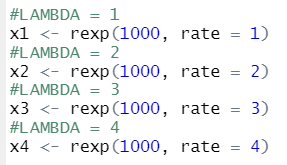 #LAMBDA = 1
x1 <- rexp(1000, rate = 1)
#LAMBDA = 2
x2 <- rexp(1000, rate = 2)
#LAMBDA = 3
x3 <- rexp(1000, rate = 3)
#LAMBDA = 4
x4 <- rexp(1000, rate = 4)